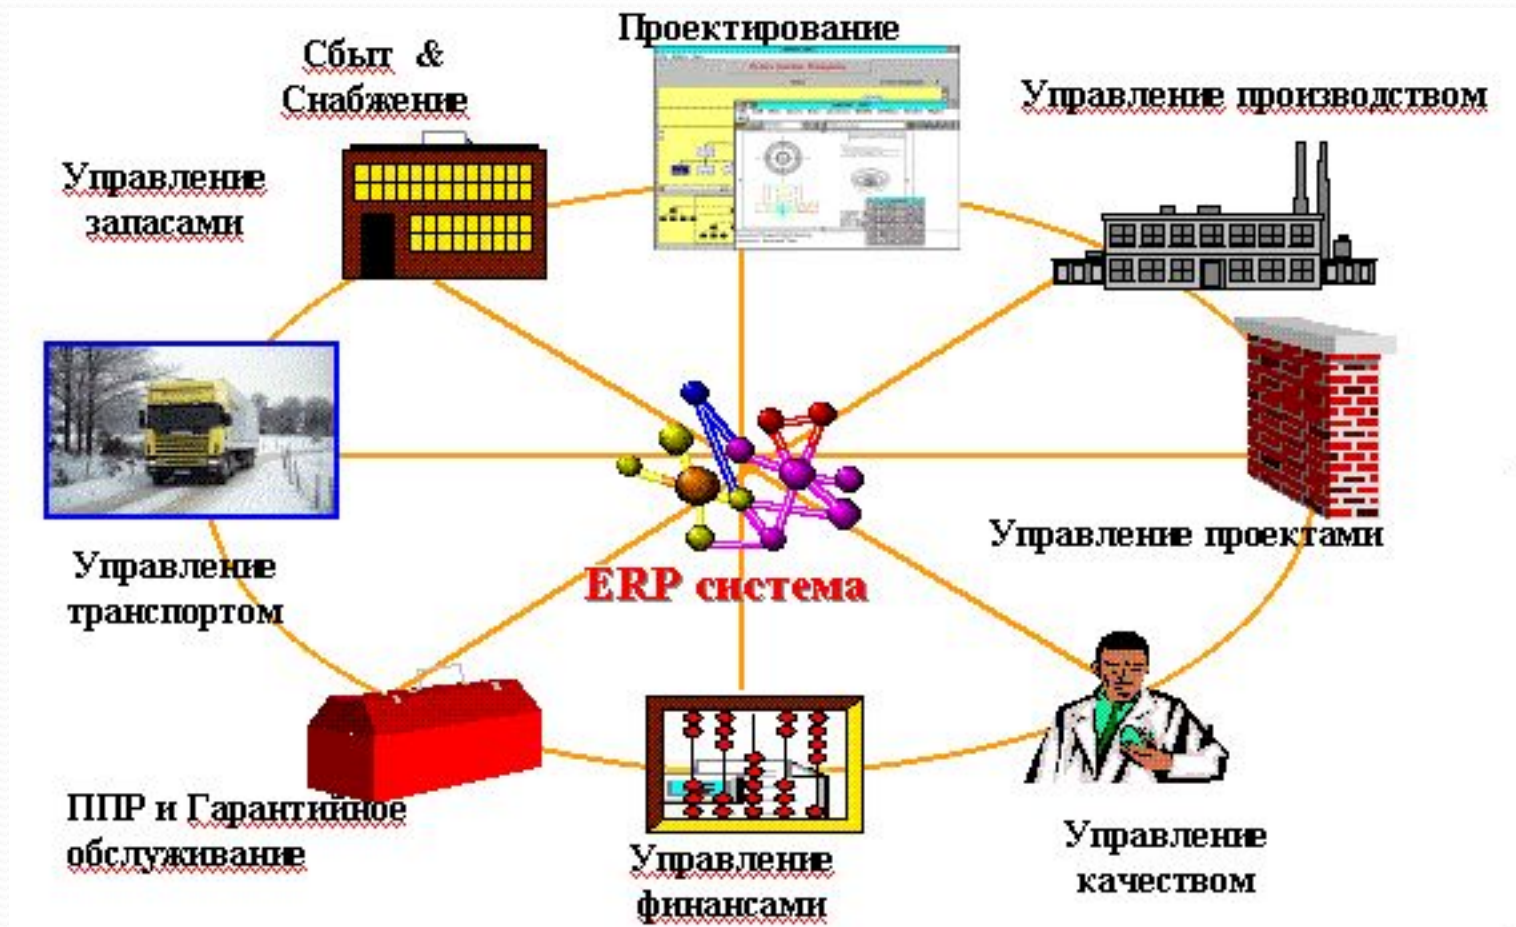 Проектирование
Сбыт &
Снабжение
Управление производством
Управление
запасами
Управление проектами
Управление
транспортом
ERP система
ППР и Гарантийное
обслуживание
Управление
финансами
Управление
качеством